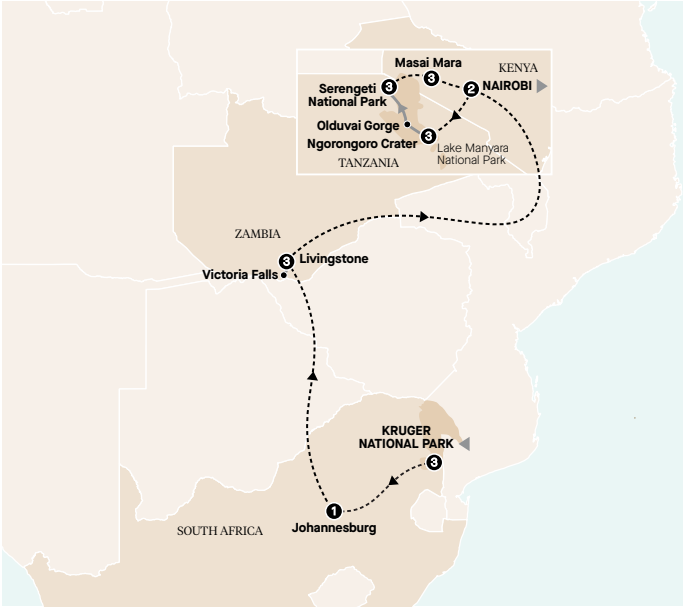 Masai Mara
KENYA
3
3
2
NAIROBI
Serengeti
National Park
Olduvai Gorge
3
Ngorongoro Crater
Lake Manyara
National Park
TANZANIA
ZAMBIA
3
Livingstone
Victoria Falls
KRUGER
NATIONAL PARK
3
1
Johannesburg
SOUTH AFRICA